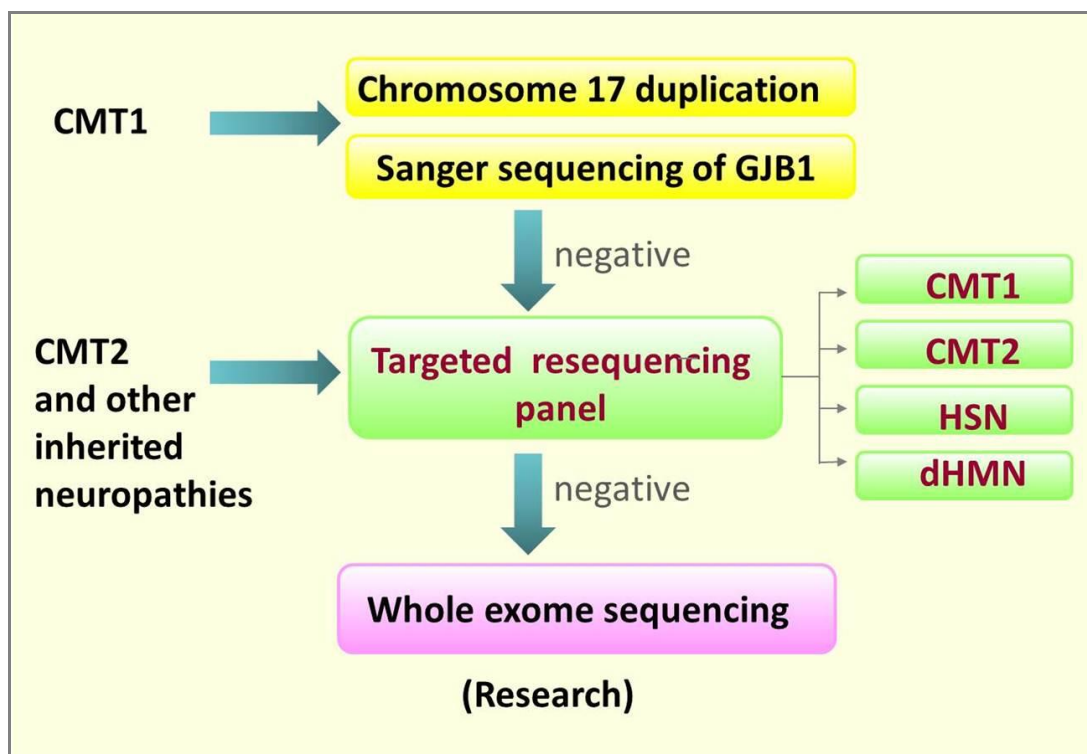 CMT1
Chromosome 17 duplication
Sanger sequencing of GJB1
negative
CMT2
and other
inherited
neuropathies
Targeted resequencing
panel
CMT1
CMT2
HSN
dHMN
negative
Whole exome sequencing
(Research)